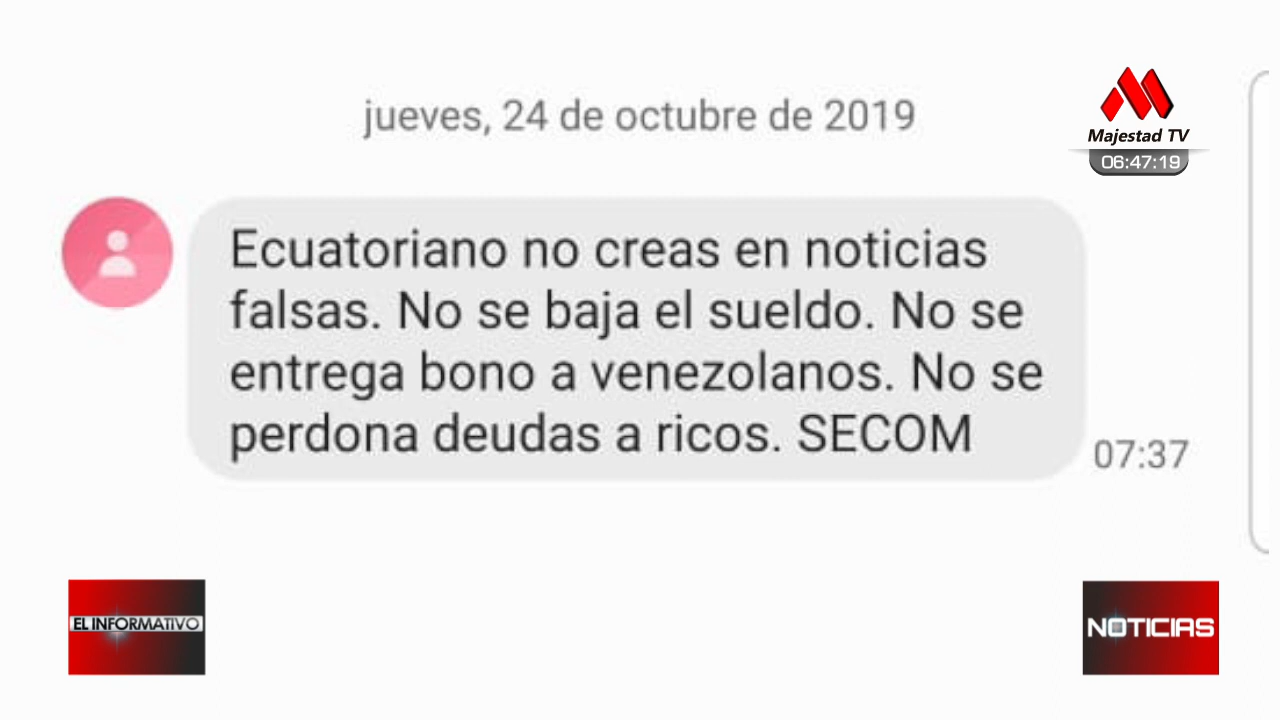 jueves, 24 de octubre de 2019
Majestad TV
06:47:19
Ecuatoriano no creas en noticias
falsas. No se baja el sueldo. No se
entrega bono a venezolanos. No se
perdona deudas a ricos. SECOM
07:37
EL INFORMATIVO
NOTICIAS